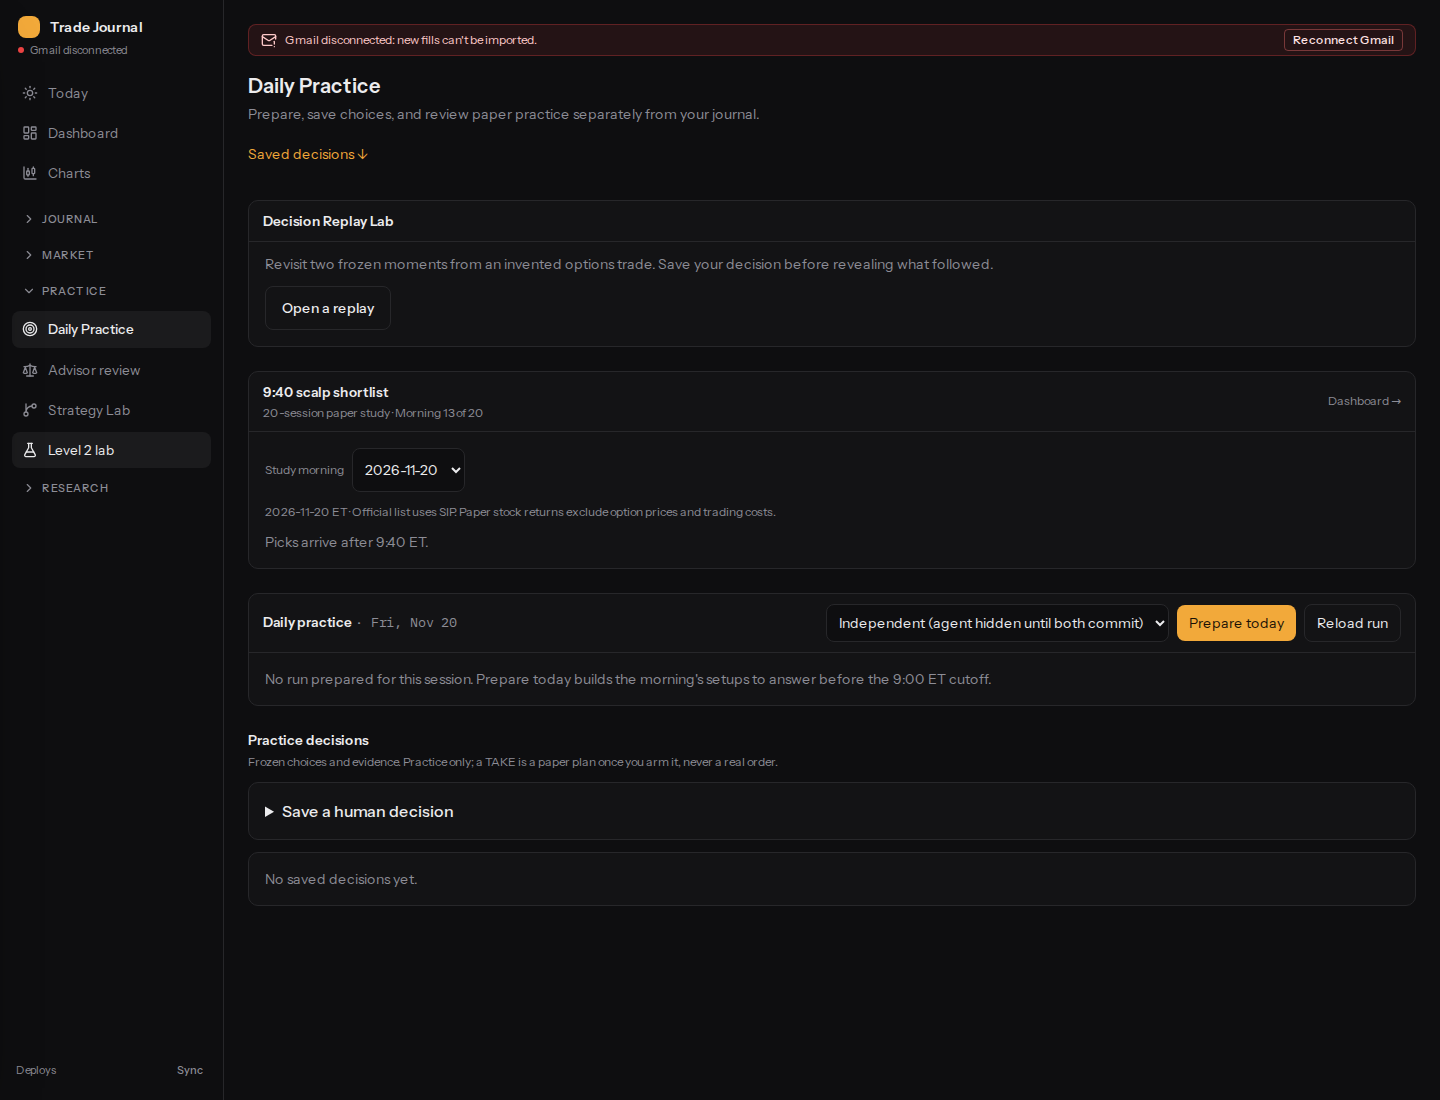 Trade Journal
Gmail disconnected
Today
Dashboard
Charts
JOURNAL
MARKET
PRACTICE
Daily Practice
Advisor review
Strategy Lab
Level 2 lab
RESEARCH
Deploys
Sync
Gmail disconnected: new fills can't be imported.
Reconnect Gmail
Daily Practice
Prepare, save choices, and review paper practice separately from your journal.
Saved decisions ↓
Decision Replay Lab
Revisit two frozen moments from an invented options trade. Save your decision before revealing what followed.
Open a replay
9:40 scalp shortlist
20-session paper study · Morning 13 of 20
Dashboard →
Study morning
2026-11-20
2026-11-20 ET · Official list uses SIP. Paper stock returns exclude option prices and trading costs.
Picks arrive after 9:40 ET.
Daily practice · Fri, Nov 20
Independent (agent hidden until both commit)
Prepare today
Reload run
No run prepared for this session. Prepare today builds the morning's setups to answer before the 9:00 ET cutoff.
Practice decisions
Frozen choices and evidence. Practice only; a TAKE is a paper plan once you arm it, never a real order.
Save a human decision
No saved decisions yet.